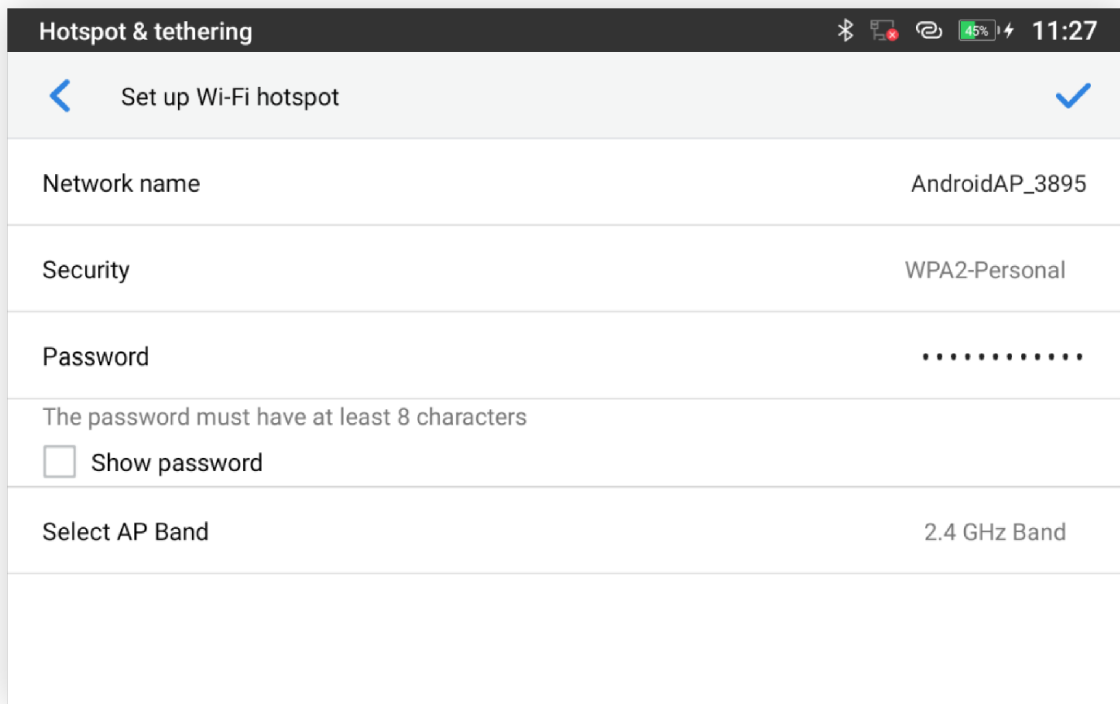 Hotspot & tethering 45% 11:27
Set up Wi-Fi hotspot
Network name AndroidAP_3895
Security WPA2-Personal
Password ••••••••••••
The password must have at least 8 characters
Show password
Select AP Band 2.4 GHz Band